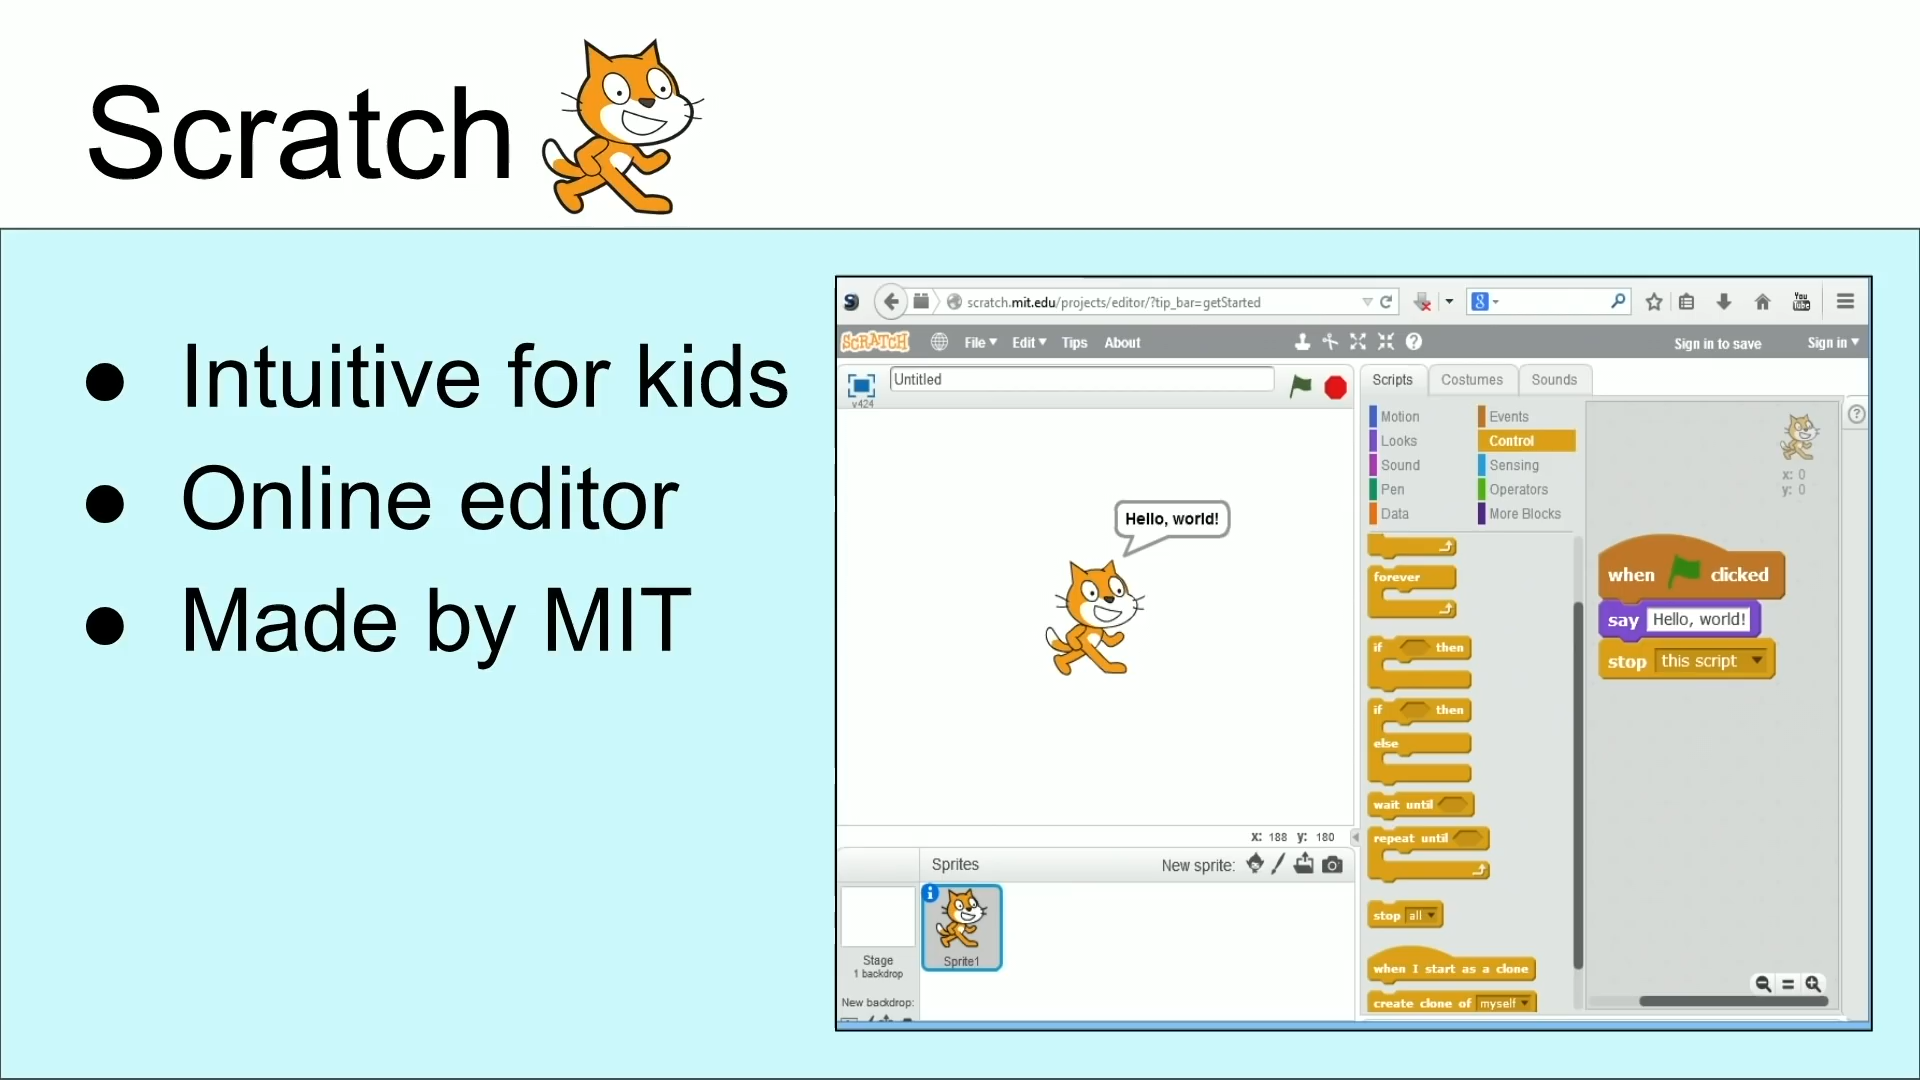 Scratch
● Intuitive for kids
● Online editor
● Made by MIT
scratch.mit.edu/projects/editor/?tip_bar=getStarted
8
You Tube
SCRATCH
File Edit Tips About
Sign in to save Sign in
v424
Untitled
Scripts Costumes Sounds
Motion Events
Looks Control
Sound Sensing
Pen Operators
Data More Blocks
x: 0
y: 0
Hello, world!
forever
if then
if then
else
wait until
repeat until
stop all
when I start as a clone
create clone of myself
when clicked
say Hello, world!
stop this script
x: 188 y: 180
Sprites New sprite:
Sprite1
Stage
1 backdrop
New backdrop: